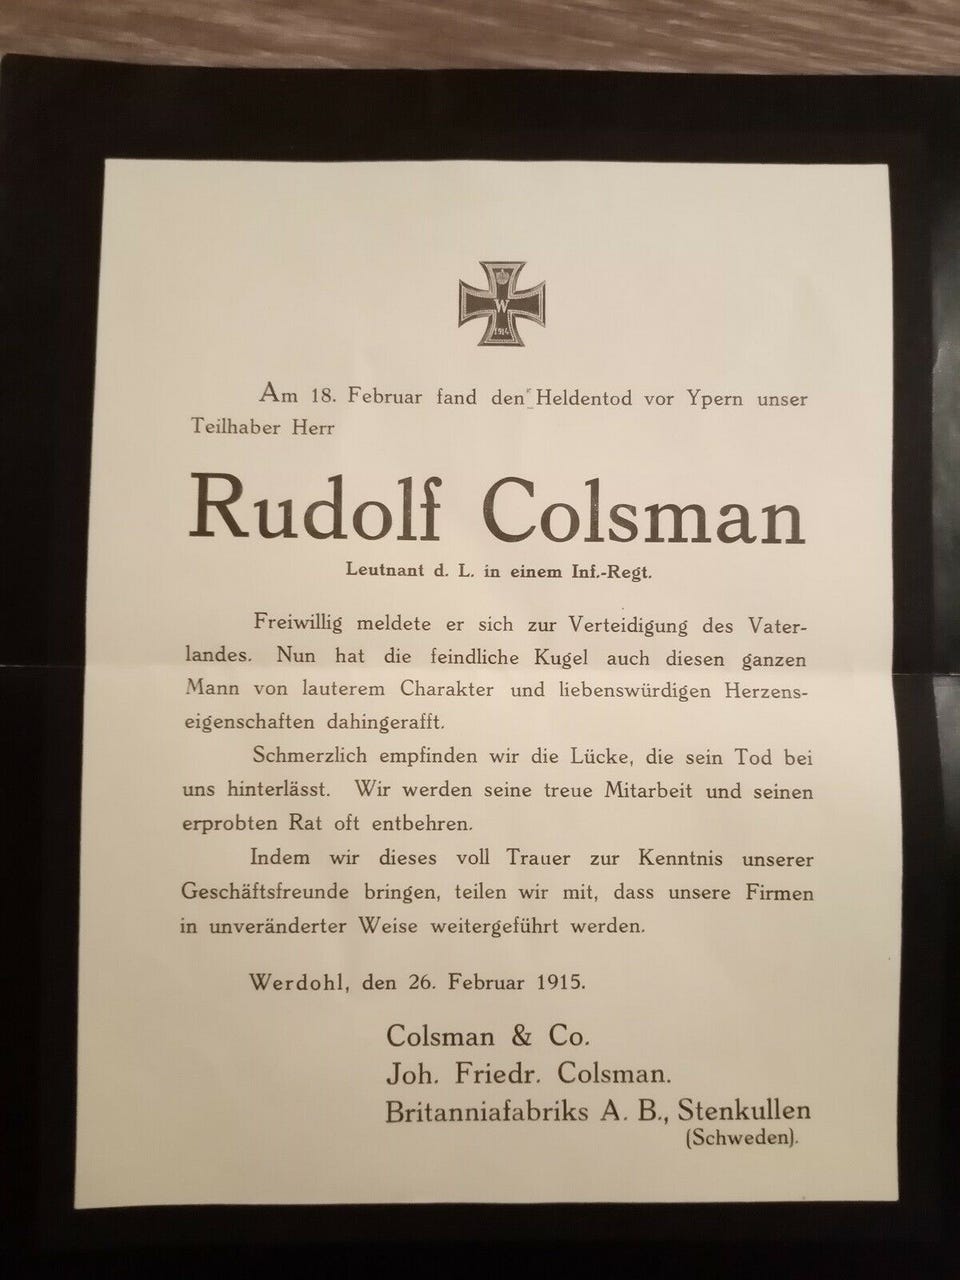 W
1914
Am 18. Februar fand den Heldentod vor Ypern unser
Teilhaber Herr
Rudolf Colsman
Leutnant d. L. in einem Inf.-Regt.
Freiwillig meldete er sich zur Verteidigung des Vater-
landes. Nun hat die feindliche Kugel auch diesen ganzen
Mann von lauterem Charakter und liebenswürdigen Herzens-
eigenschaften dahingerafft.
Schmerzlich empfinden wir die Lücke, die sein Tod bei
uns hinterlässt. Wir werden seine treue Mitarbeit und seinen
erprobten Rat oft entbehren.
Indem wir dieses voll Trauer zur Kenntnis unserer
Geschäftsfreunde bringen, teilen wir mit, dass unsere Firmen
in unveränderter Weise weitergeführt werden.
Werdohl, den 26. Februar 1915.
Colsman & Co.
Joh. Friedr. Colsman.
Britanniafabriks A. B., Stenkullen
(Schweden).